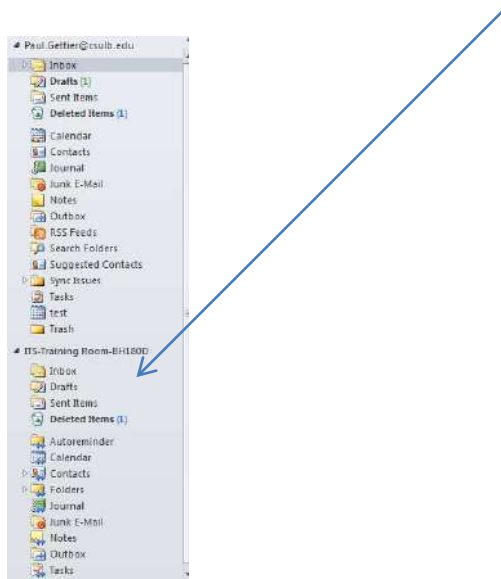 Paul.Gettier@csulb.edu
Inbox
Drafts [1]
Sent Items
Deleted Items (1)
Calendar
Contacts
Journal
Junk E-Mail
Notes
Outbox
RSS Feeds
Search Folders
Suggested Contacts
Sync Issues
Tasks
test
Trash
ITS-Training Room-BH180D
Inbox
Drafts
Sent Items
Deleted Items (1)
Autoreminder
Calendar
Contacts
Folders
Journal
Junk E-Mail
Notes
Outbox
Tasks